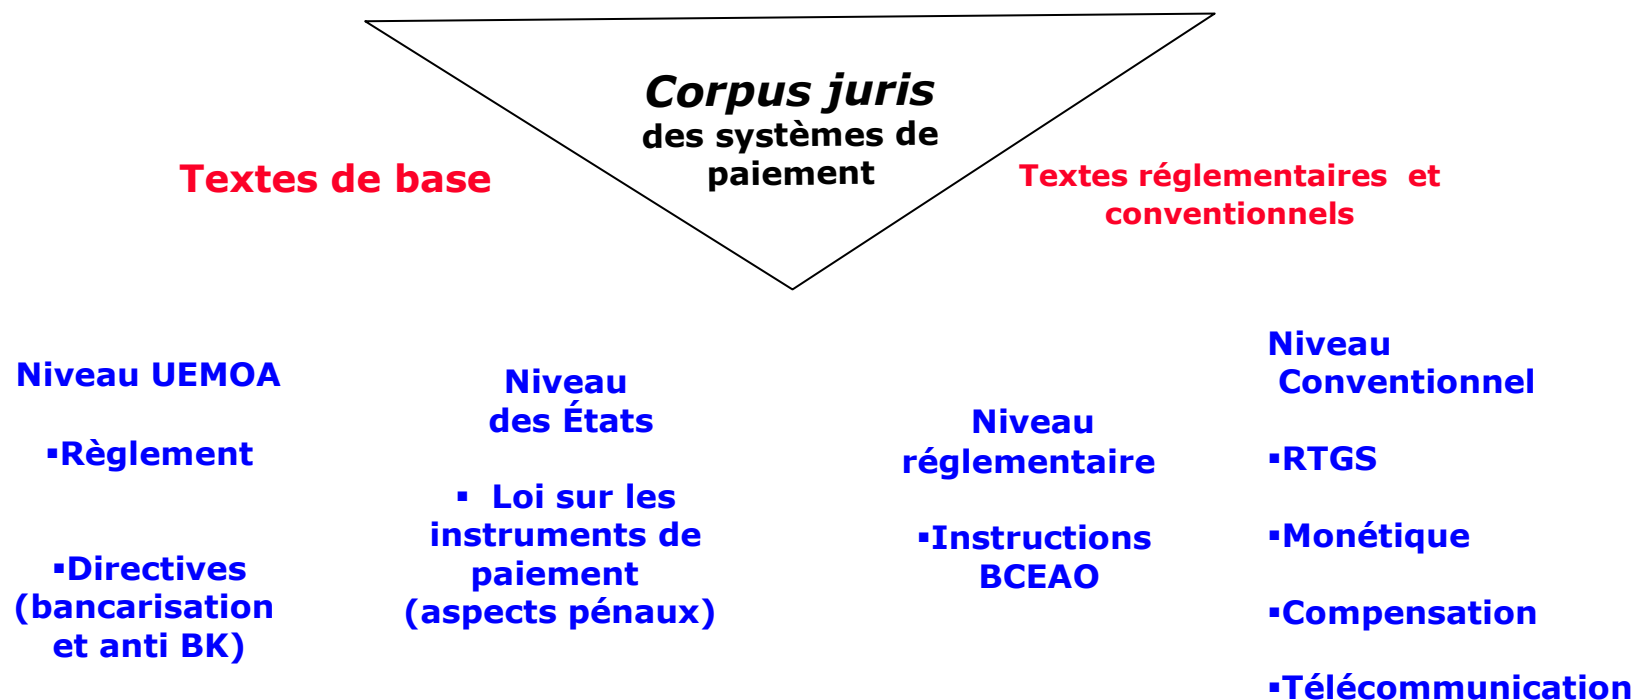 Corpus juris
des systèmes de
paiement
Textes de base
Textes réglementaires et
conventionnels
Niveau UEMOA
▪Règlement
▪Directives
(bancarisation
et anti BK)
Niveau
des États
▪ Loi sur les
instruments de
paiement
(aspects pénaux)
Niveau
réglementaire
▪Instructions
BCEAO
Niveau
Conventionnel
▪RTGS
▪Monétique
▪Compensation
▪Télécommunication